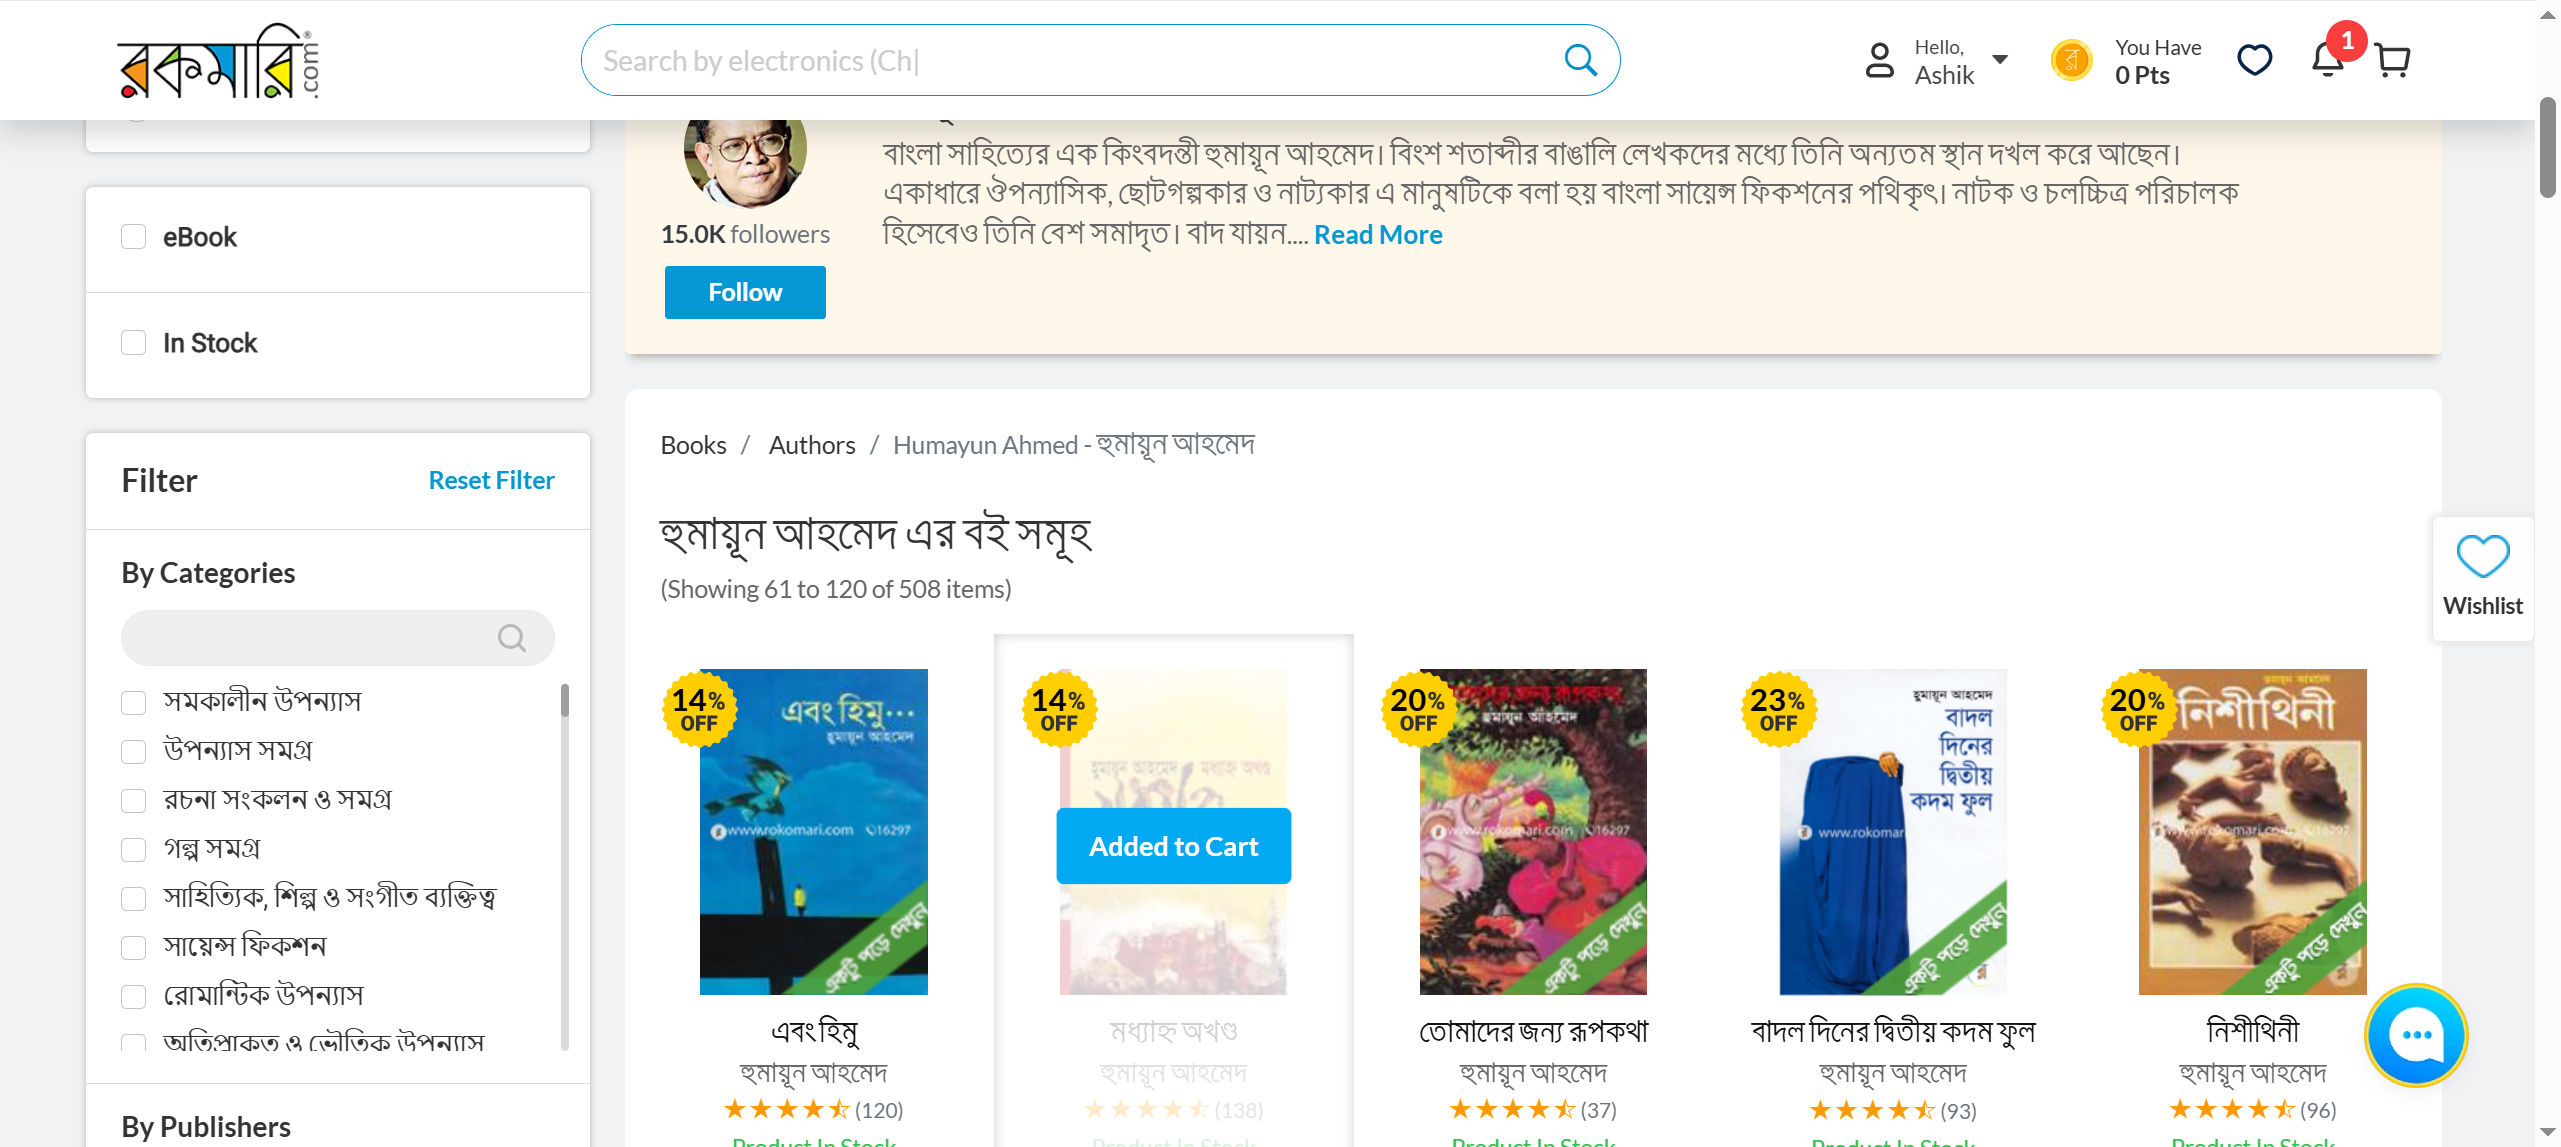 রকমারি.com
Search by electronics (Ch|
Hello,
Ashik
You Have
0 Pts
1
বাংলা সাহিত্যের এক কিংবদন্তী হুমায়ূন আহমেদ। বিংশ শতাব্দীর বাঙালি লেখকদের মধ্যে তিনি অন্যতম স্থান দখল করে আছেন।
একাধারে ঔপন্যাসিক, ছোটগল্পকার ও নাট্যকার এ মানুষটিকে বলা হয় বাংলা সায়েন্স ফিকশনের পথিকৃৎ। নাটক ও চলচ্চিত্র পরিচালক
হিসেবেও তিনি বেশ সমাদৃত। বাদ যায়ন.... Read More
15.0K followers
Follow
eBook
In Stock
Filter
Reset Filter
By Categories
সমকালীন উপন্যাস
উপন্যাস সমগ্র
রচনা সংকলন ও সমগ্র
গল্প সমগ্র
সাহিত্যিক, শিল্প ও সংগীত ব্যক্তিত্ব
সায়েন্স ফিকশন
রোমান্টিক উপন্যাস
অতিপ্রাকৃত ও ভৌতিক উপন্যাস
By Publishers
Books / Authors / Humayun Ahmed - হুমায়ূন আহমেদ
হুমায়ূন আহমেদ এর বই সমূহ
(Showing 61 to 120 of 508 items)
Wishlist
14% OFF
এবং হিমু...
হুমায়ূন আহমেদ
www.rokomari.com 16297
একটু পড়ে দেখুন
এবং হিমু
হুমায়ূন আহমেদ
(120)
Product In Stock
14% OFF
হুমায়ূন আহমেদ মধ্যাহ্ন অখণ্ড
Added to Cart
মধ্যাহ্ন অখণ্ড
হুমায়ূন আহমেদ
(138)
Product In Stock
20% OFF
তোমাদের জন্য রূপকথা
হুমায়ূন আহমেদ
www.rokomari.com 16297
একটু পড়ে দেখুন
তোমাদের জন্য রূপকথা
হুমায়ূন আহমেদ
(37)
Product In Stock
23% OFF
হুমায়ূন আহমেদ
বাদল
দিনের
দ্বিতীয়
কদম ফুল
www.rokomar
একটু পড়ে দেখুন
বাদল দিনের দ্বিতীয় কদম ফুল
হুমায়ূন আহমেদ
(93)
Product In Stock
20% OFF
হুমায়ূন আহমেদ
নিশীথিনী
www.rokomari.com 16297
একটু পড়ে দেখুন
নিশীথিনী
হুমায়ূন আহমেদ
(96)
Product In Stock